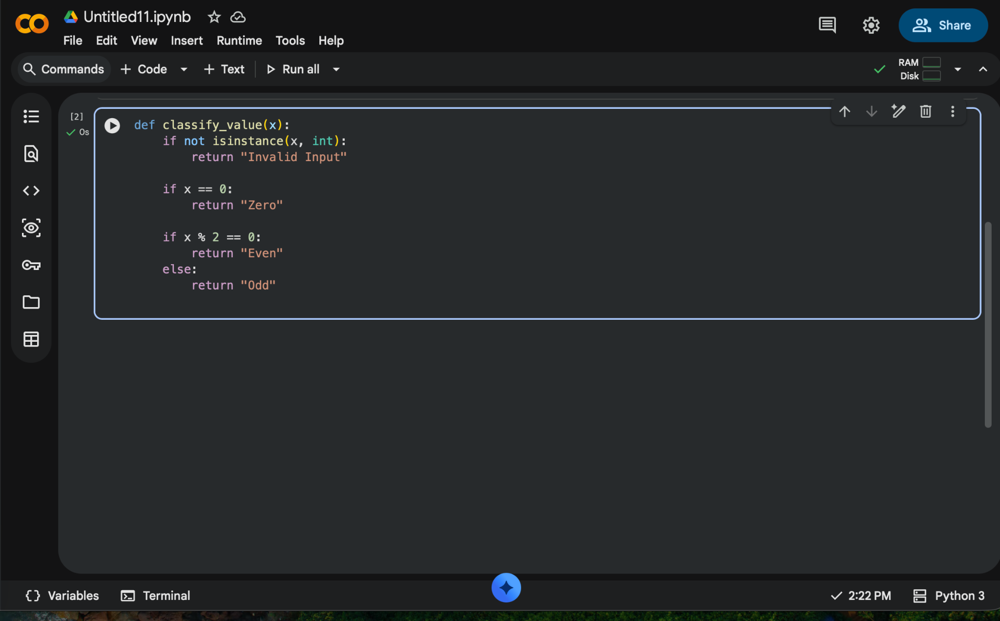 Untitled11.ipynb
File Edit View Insert Runtime Tools Help
Share
Commands + Code + Text Run all
RAM
Disk
[2]
0s
def classify_value(x):
    if not isinstance(x, int):
        return "Invalid Input"
    if x == 0:
        return "Zero"
    if x % 2 == 0:
        return "Even"
    else:
        return "Odd"
{} Variables Terminal
2:22 PM Python 3